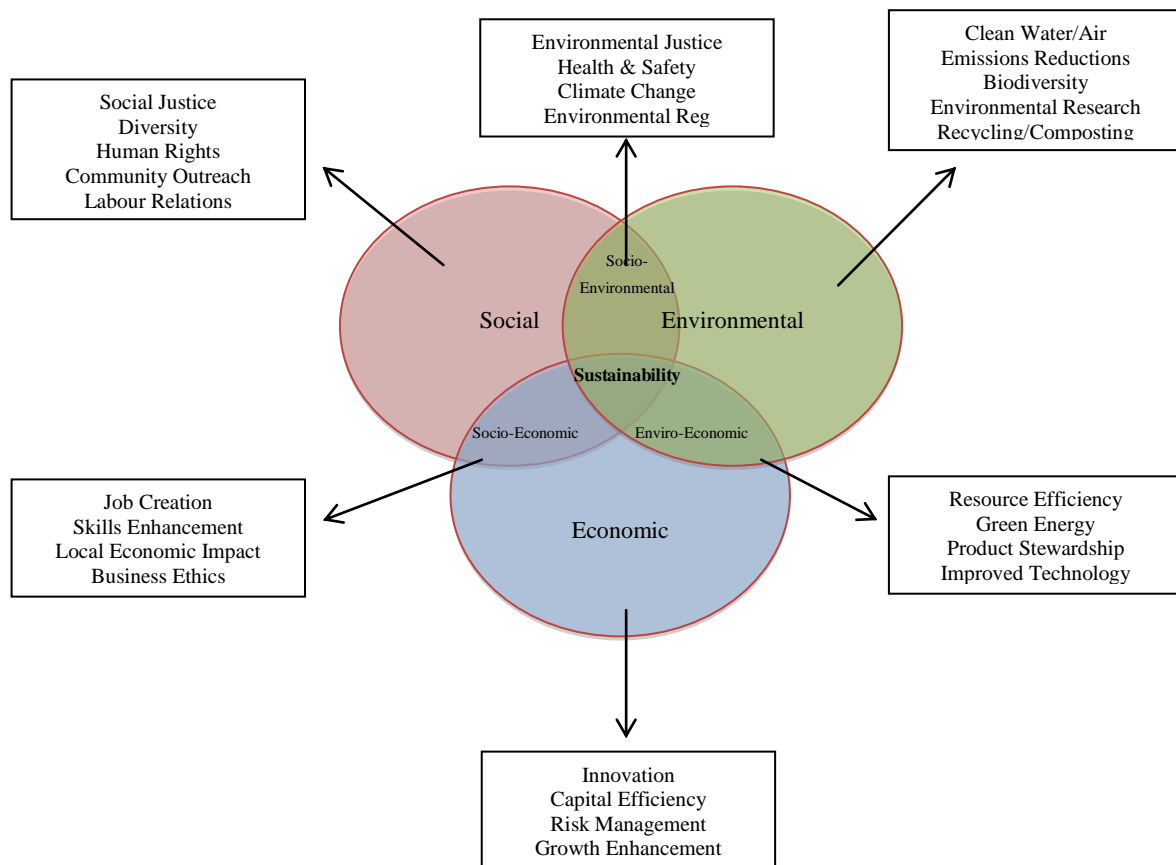 Environmental Justice
Health & Safety
Climate Change
Environmental Reg
Clean Water/Air
Emissions Reductions
Biodiversity
Environmental Research
Recycling/Composting
Social Justice
Diversity
Human Rights
Community Outreach
Labour Relations
Socio-
Environmental
Social
Environmental
Sustainability
Socio-Economic
Enviro-Economic
Economic
Job Creation
Skills Enhancement
Local Economic Impact
Business Ethics
Resource Efficiency
Green Energy
Product Stewardship
Improved Technology
Innovation
Capital Efficiency
Risk Management
Growth Enhancement